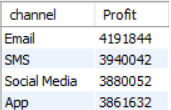 channel Profit
Email 4191844
SMS 3940042
Social Media 3880052
App 3861632